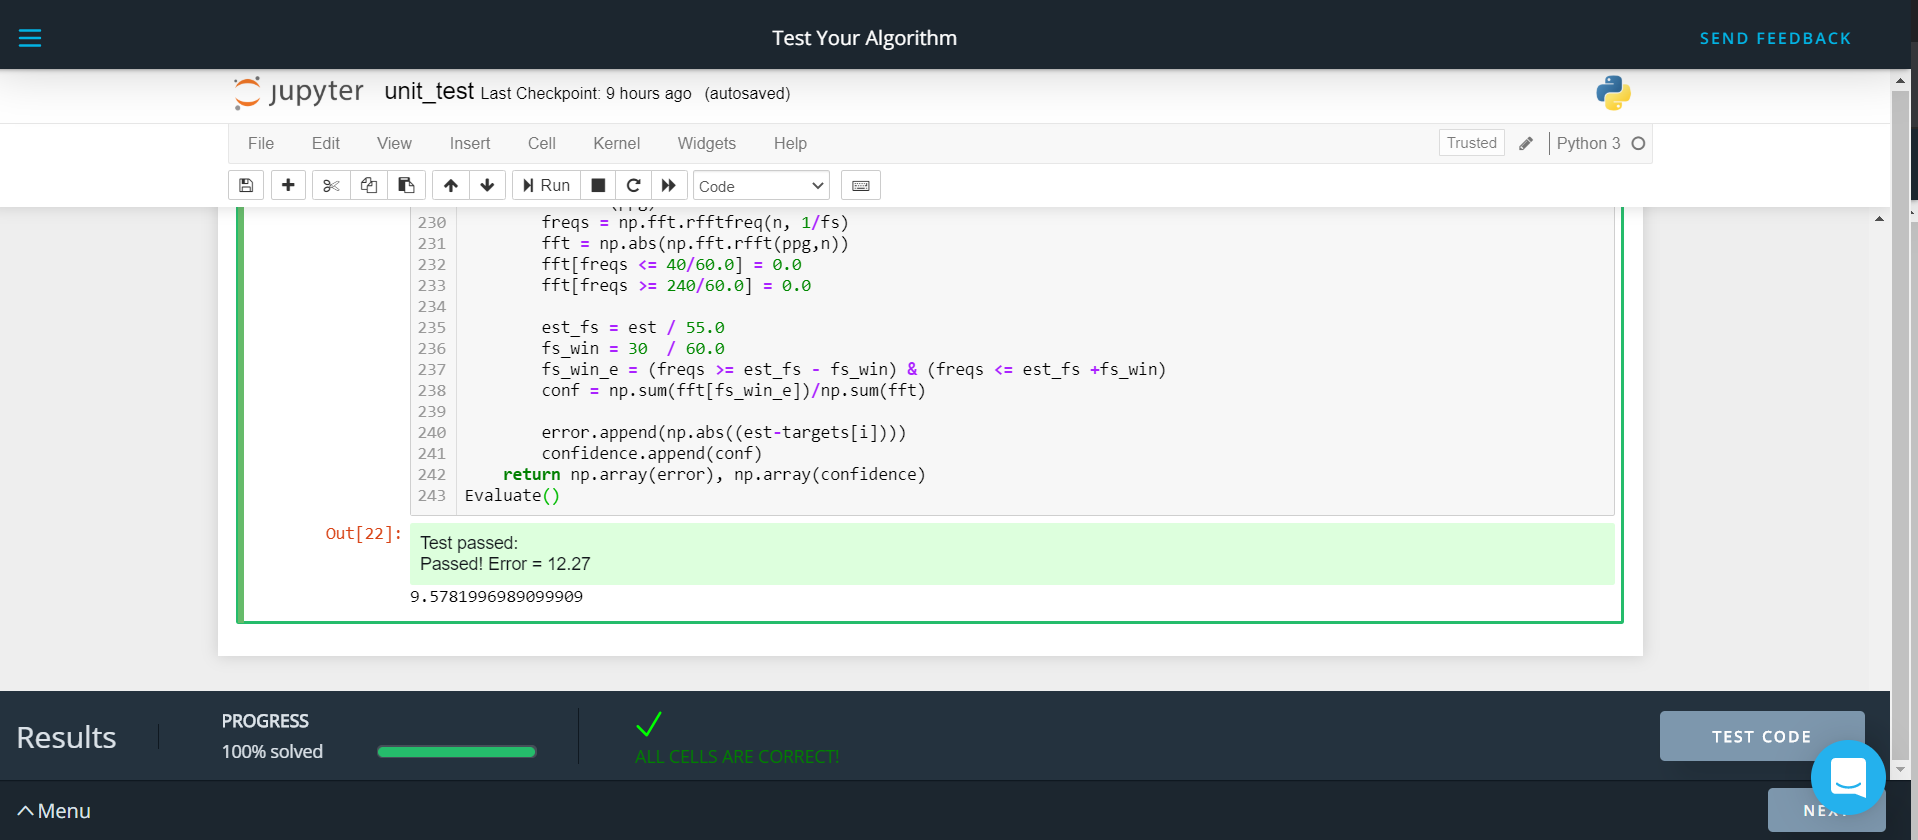 Test Your Algorithm
SEND FEEDBACK
jupyter unit_test Last Checkpoint: 9 hours ago (autosaved)
File Edit View Insert Cell Kernel Widgets Help Trusted Python 3
Run Code
230 freqs = np.fft.rfftfreq(n, 1/fs)
231 fft = np.abs(np.fft.rfft(ppg,n))
232 fft[freqs <= 40/60.0] = 0.0
233 fft[freqs >= 240/60.0] = 0.0
234
235 est_fs = est / 55.0
236 fs_win = 30  / 60.0
237 fs_win_e = (freqs >= est_fs - fs_win) & (freqs <= est_fs +fs_win)
238 conf = np.sum(fft[fs_win_e])/np.sum(fft)
239
240 error.append(np.abs((est-targets[i])))
241 confidence.append(conf)
242 return np.array(error), np.array(confidence)
243 Evaluate()
Out[22]:
Test passed:
Passed! Error = 12.27
9.5781996989099909
Results
PROGRESS
100% solved
ALL CELLS ARE CORRECT!
TEST CODE
Menu